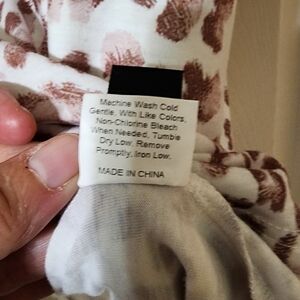 Machine Wash Cold
Gentle, With Like Colors,
Non-Chlorine Bleach
When Needed, Tumble
Dry Low. Remove
Promptly, Iron Low.
MADE IN CHINA